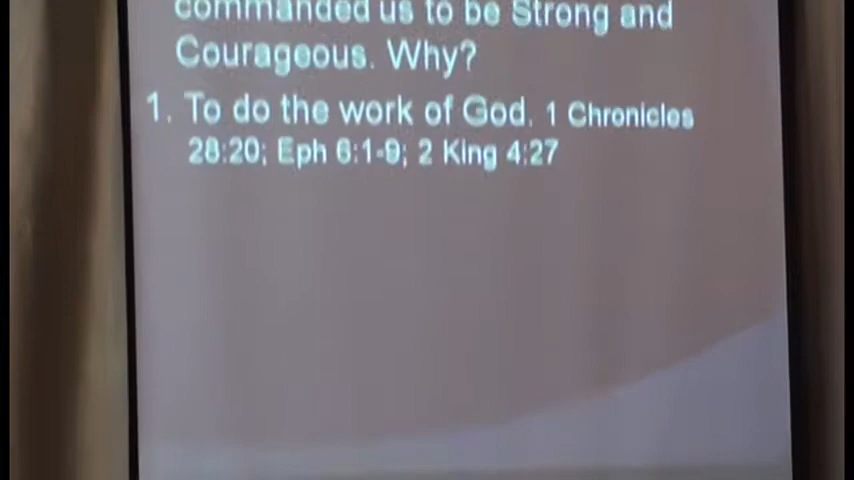 commanded us to be Strong and
Courageous. Why?
1. To do the work of God. 1 Chronicles
28:20; Eph 6:1-9; 2 King 4:27